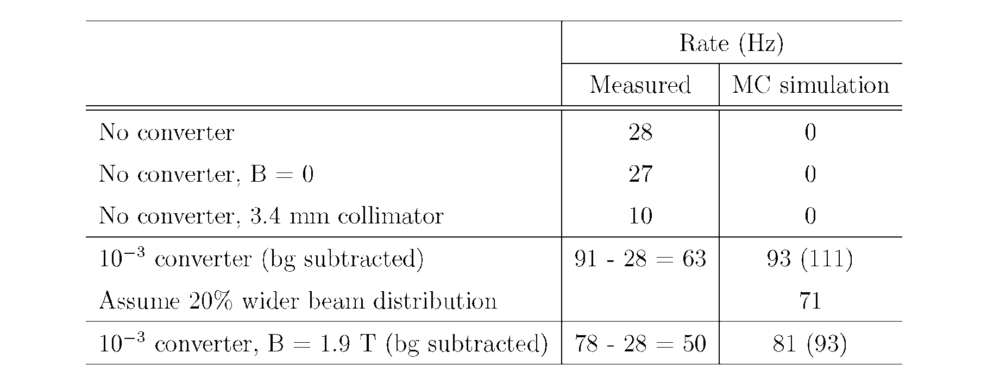 Rate (Hz)
Measured MC simulation
No converter 28 0
No converter, B = 0 27 0
No converter, 3.4 mm collimator 10 0
10⁻³ converter (bg subtracted) 91 - 28 = 63 93 (111)
Assume 20% wider beam distribution 71
10⁻³ converter, B = 1.9 T (bg subtracted) 78 - 28 = 50 81 (93)